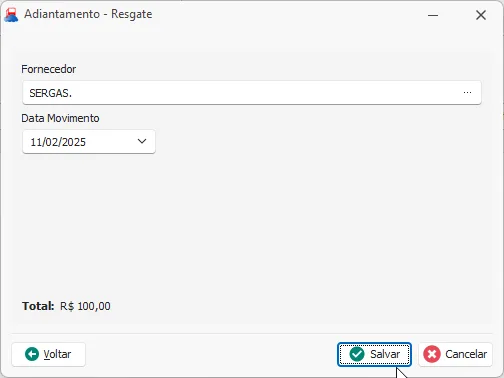 Adiantamento - Resgate
Fornecedor
SERGAS. ...
Data Movimento
11/02/2025
Total: R$ 100,00
Voltar Salvar Cancelar